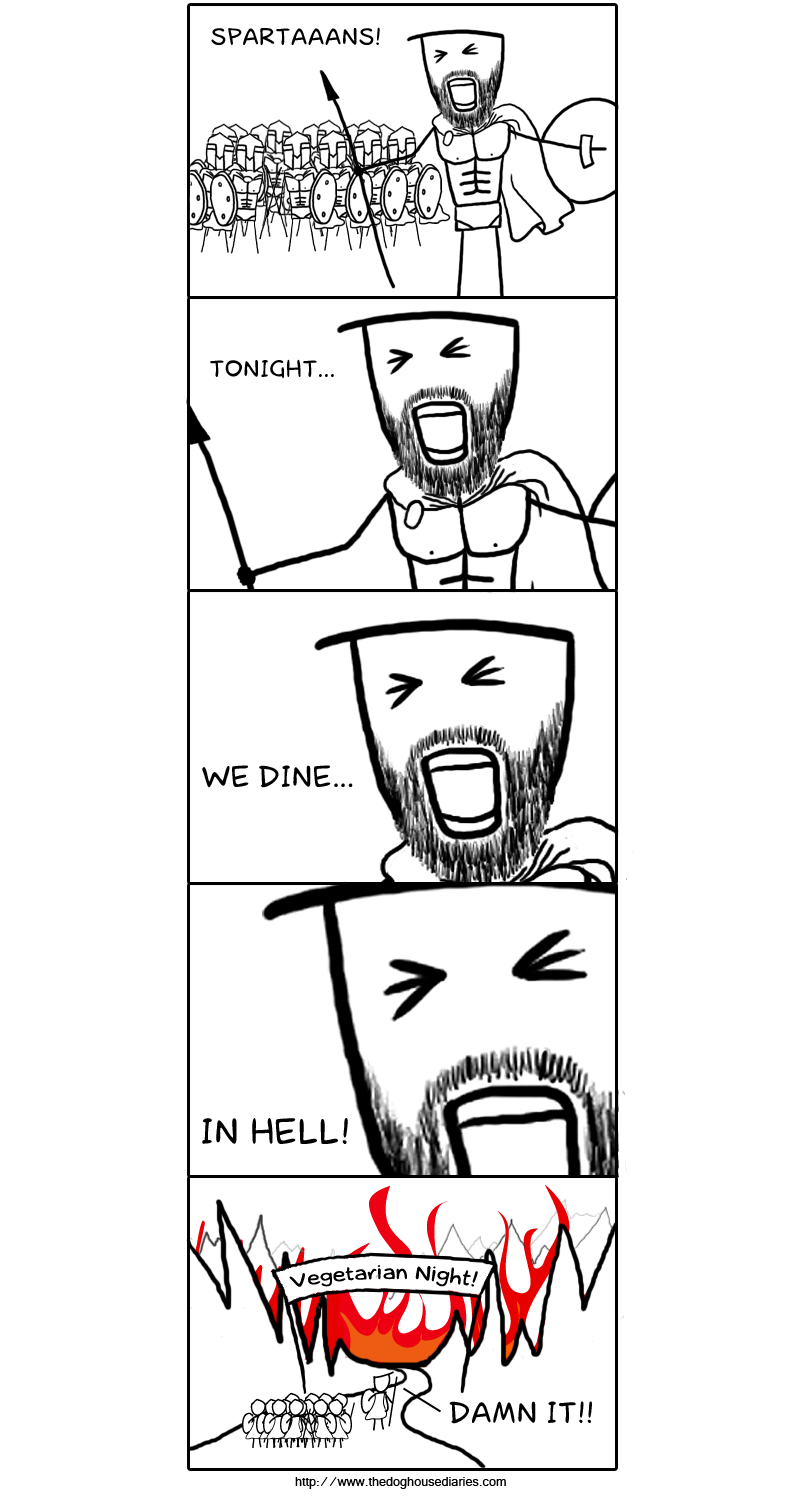 SPARTAAANS!
TONIGHT...
WE DINE...
IN HELL!
Vegetarian Night!
DAMN IT!!
http://www.thedoghousediaries.com